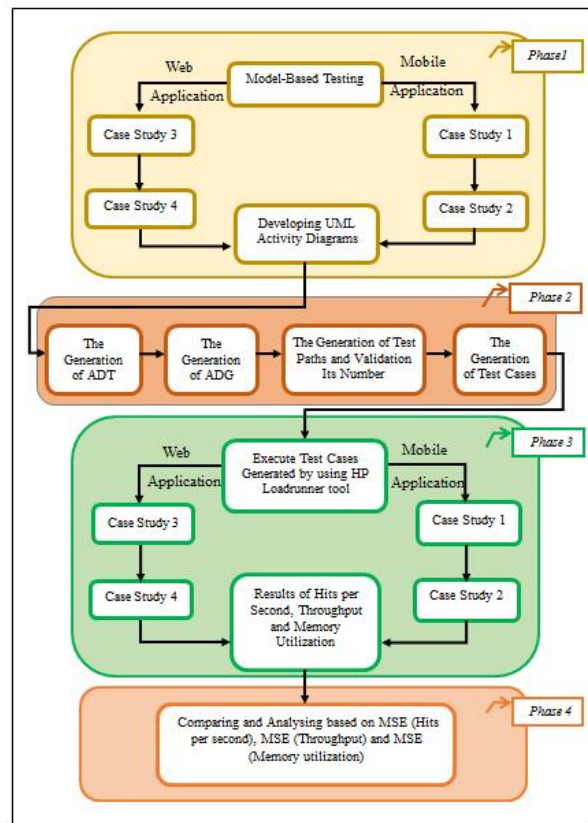 Phase1
Web
Application
Model-Based Testing
Mobile
Application
Case Study 3
Case Study 1
Case Study 4
Case Study 2
Developing UML
Activity Diagrams
Phase 2
The
Generation
of ADT
The
Generation
of ADG
The Generation of Test
Paths and Validation
Its Number
The
Generation
of Test Cases
Phase 3
Web
Application
Execute Test Cases
Generated by using HP
Loadrunner tool
Mobile
Application
Case Study 3
Case Study 1
Case Study 4
Case Study 2
Results of Hits per
Second, Throughput
and Memory
Utilization
Phase 4
Comparing and Analysing based on MSE (Hits
per second), MSE (Throughput) and MSE
(Memory utilization)